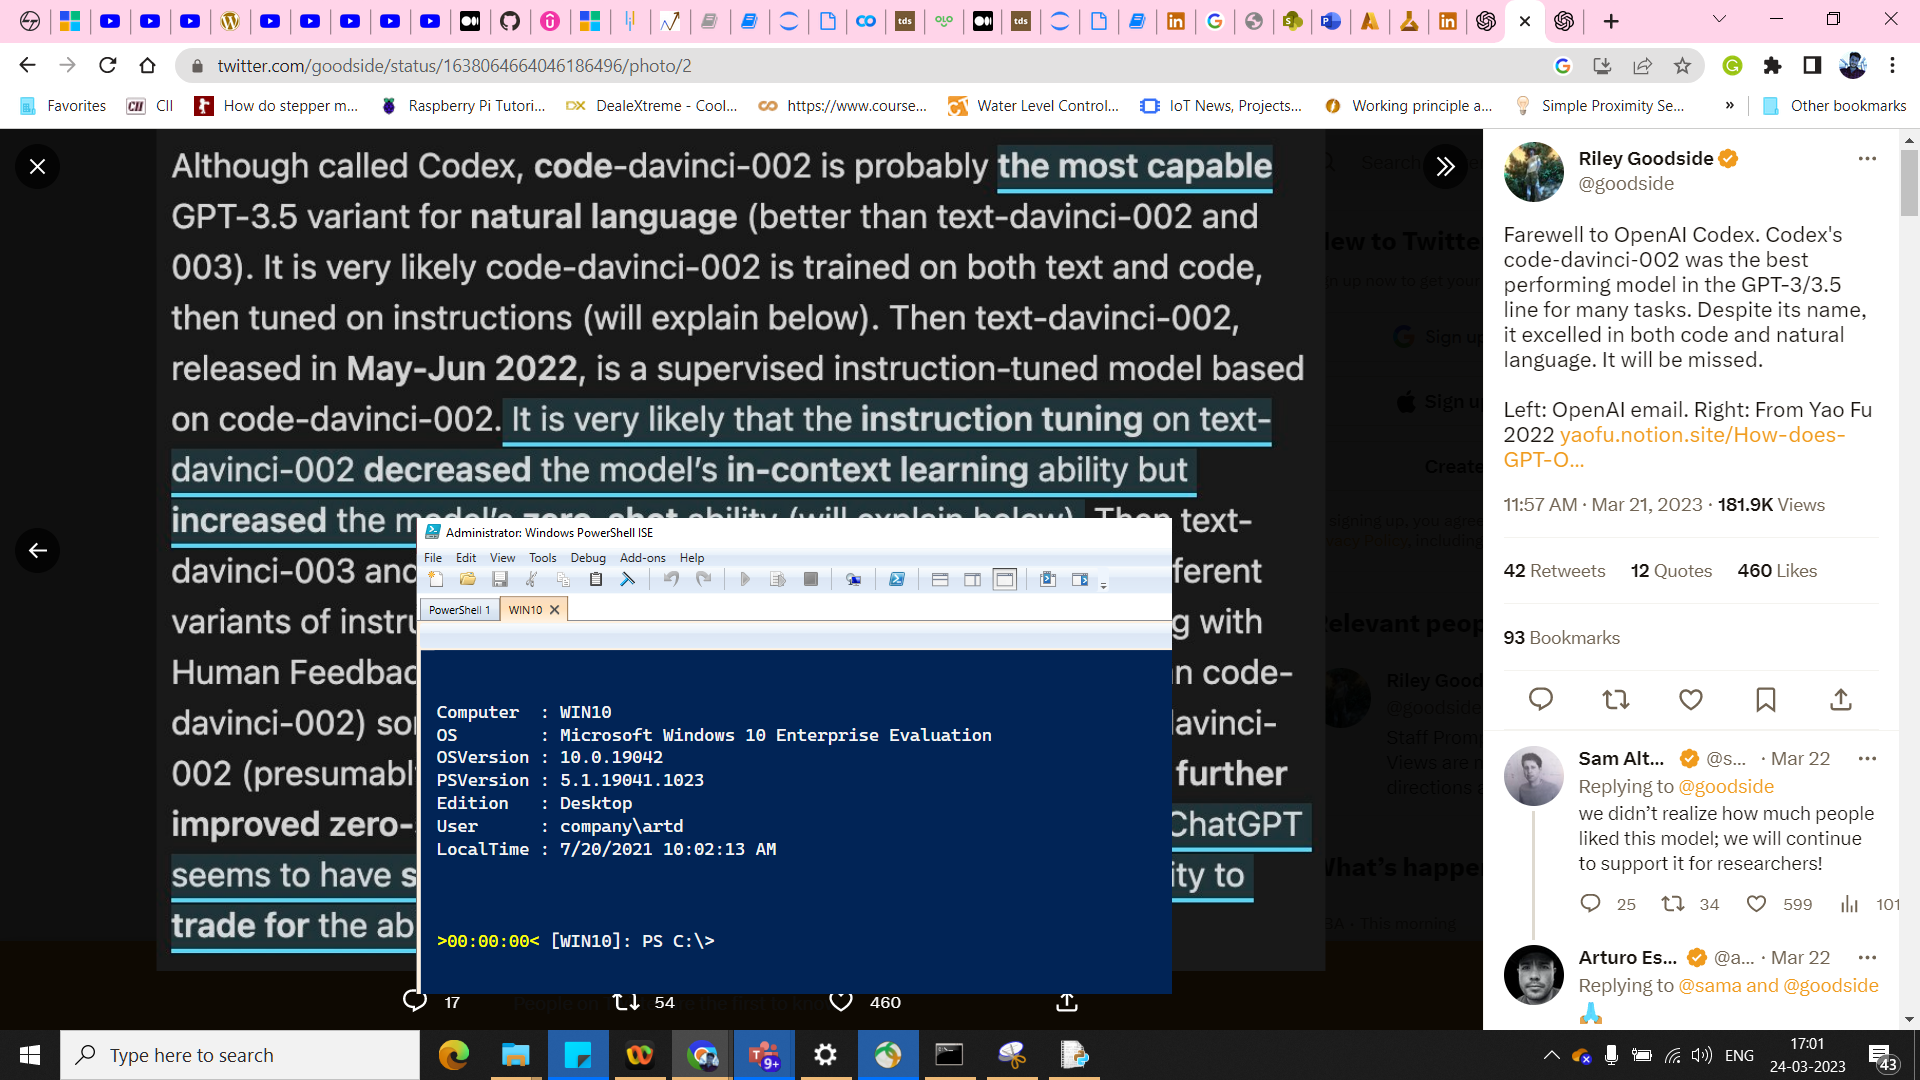 twitter.com/goodside/status/1638064664046186496/photo/2
Favorites
CII
How do stepper m...
Raspberry Pi Tutori...
DealeXtreme - Cool...
https://www.course...
Water Level Control...
IoT News, Projects...
Working principle a...
Simple Proximity Se...
»
Other bookmarks
Although called Codex, code-davinci-002 is probably the most capable
GPT-3.5 variant for natural language (better than text-davinci-002 and
003). It is very likely code-davinci-002 is trained on both text and code,
then tuned on instructions (will explain below). Then text-davinci-002,
released in May-Jun 2022, is a supervised instruction-tuned model based
on code-davinci-002. It is very likely that the instruction tuning on text-
davinci-002 decreased the model's in-context learning ability but
increased the model's zero-shot ability (will explain below). Then text-
davinci-003 and
fferent
variants of instru
g with
Human Feedbac
n code-
davinci-002) sor
davinci-
002 (presumabl
further
improved zero-s
ChatGPT
seems to have s
ity to
trade for the ab
Administrator: Windows PowerShell ISE
File Edit View Tools Debug Add-ons Help
PowerShell 1
WIN10
Computer : WIN10
OS : Microsoft Windows 10 Enterprise Evaluation
OSVersion : 10.0.19042
PSVersion : 5.1.19041.1023
Edition : Desktop
User : company\artd
LocalTime : 7/20/2021 10:02:13 AM
>00:00:00< [WIN10]: PS C:\>
17
54
460
Riley Goodside
@goodside
Farewell to OpenAI Codex. Codex's
code-davinci-002 was the best
performing model in the GPT-3/3.5
line for many tasks. Despite its name,
it excelled in both code and natural
language. It will be missed.
Left: OpenAI email. Right: From Yao Fu
2022 yaofu.notion.site/How-does-
GPT-O...
11:57 AM · Mar 21, 2023 · 181.9K Views
42 Retweets 12 Quotes 460 Likes
93 Bookmarks
Sam Alt... @s... · Mar 22
Replying to @goodside
we didn't realize how much people
liked this model; we will continue
to support it for researchers!
25
34
599
101
Arturo Es... @a... · Mar 22
Replying to @sama and @goodside
Type here to search
9+
ENG
17:01
24-03-2023
43